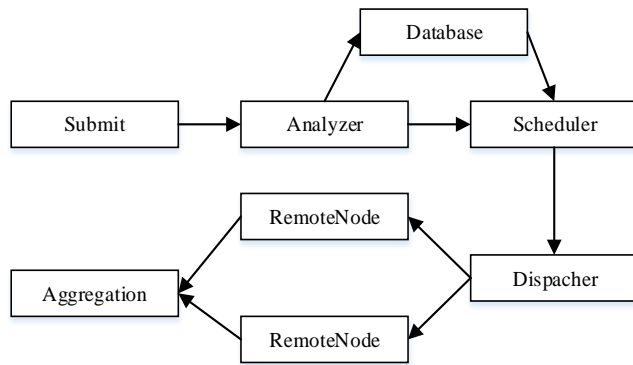 Database
Submit
Analyzer
Scheduler
RemoteNode
Dispacher
Aggregation
RemoteNode